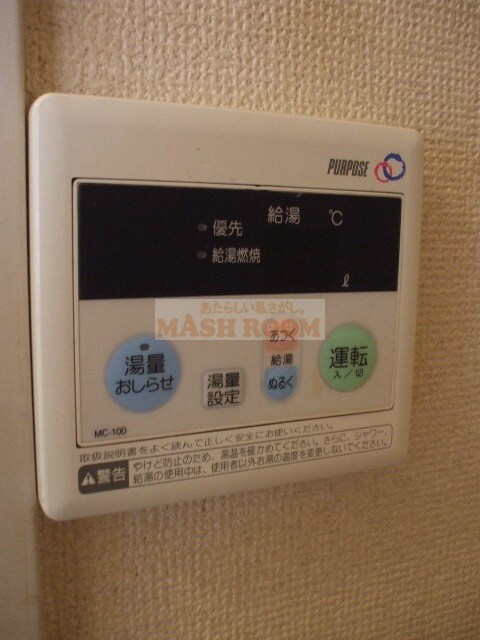 PURPOSE
給湯 ℃
優先
給湯燃焼
ℓ
あたらしい私さがし。
MASH ROOM
湯量
おしらせ
湯量
設定
あつく
給湯
ぬるく
運転
入／切
MC-100
取扱説明書をよく読んで正しく安全にお使いください。
警告
やけど防止のため、湯温を確かめてください。さらに、シャワー、
給湯の使用中は、使用者以外お湯の温度を変更しないでください。